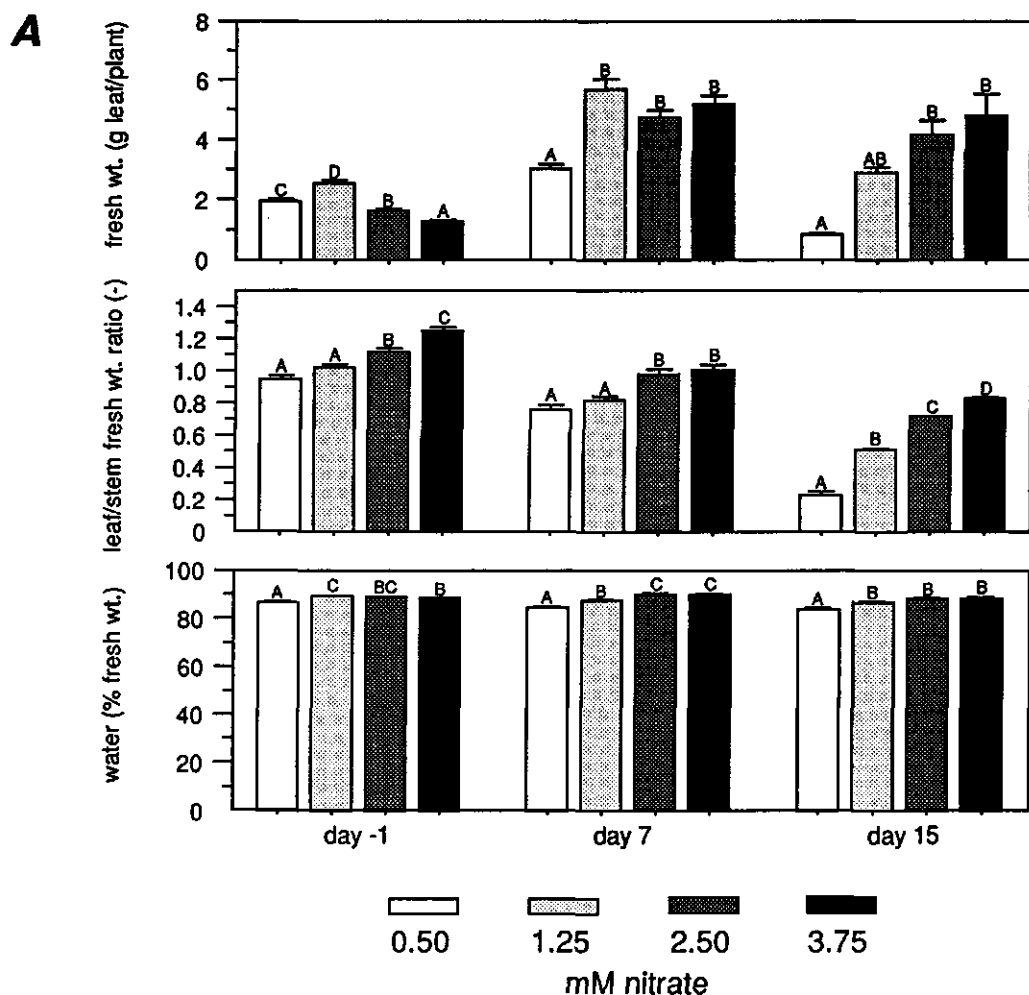 A
fresh wt. (g leaf/plant)
8
6
4
2
0
C D B A
A B B B
A AB B B
leaf/stem fresh wt. ratio (-)
1.4
1.2
1.0
0.8
0.6
0.4
0.2
0
A A B C
A A B B
A B C D
water (% fresh wt.)
100
80
60
40
20
0
A C BC B
A B C C
A B B B
day -1 day 7 day 15
0.50 1.25 2.50 3.75
mM nitrate